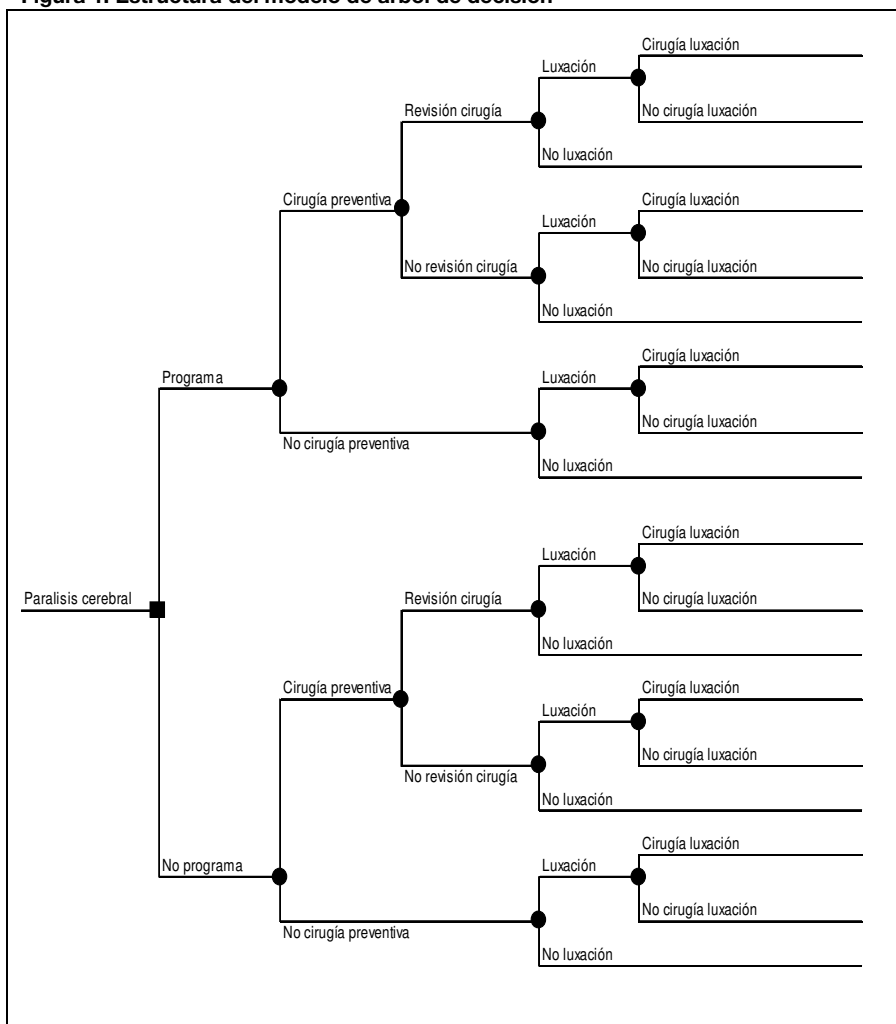 Figura 1. Estructura del modelo de árbol de decisión
Cirugía luxación
Luxación
Revisión cirugía
No cirugía luxación
No luxación
Cirugía preventiva
Cirugía luxación
Luxación
No revisión cirugía
No cirugía luxación
No luxación
Programa
Cirugía luxación
Luxación
No cirugía preventiva
No cirugía luxación
No luxación
Paralisis cerebral
Cirugía luxación
Luxación
Revisión cirugía
No cirugía luxación
No luxación
Cirugía preventiva
Cirugía luxación
Luxación
No revisión cirugía
No cirugía luxación
No luxación
No programa
Cirugía luxación
Luxación
No cirugía preventiva
No cirugía luxación
No luxación